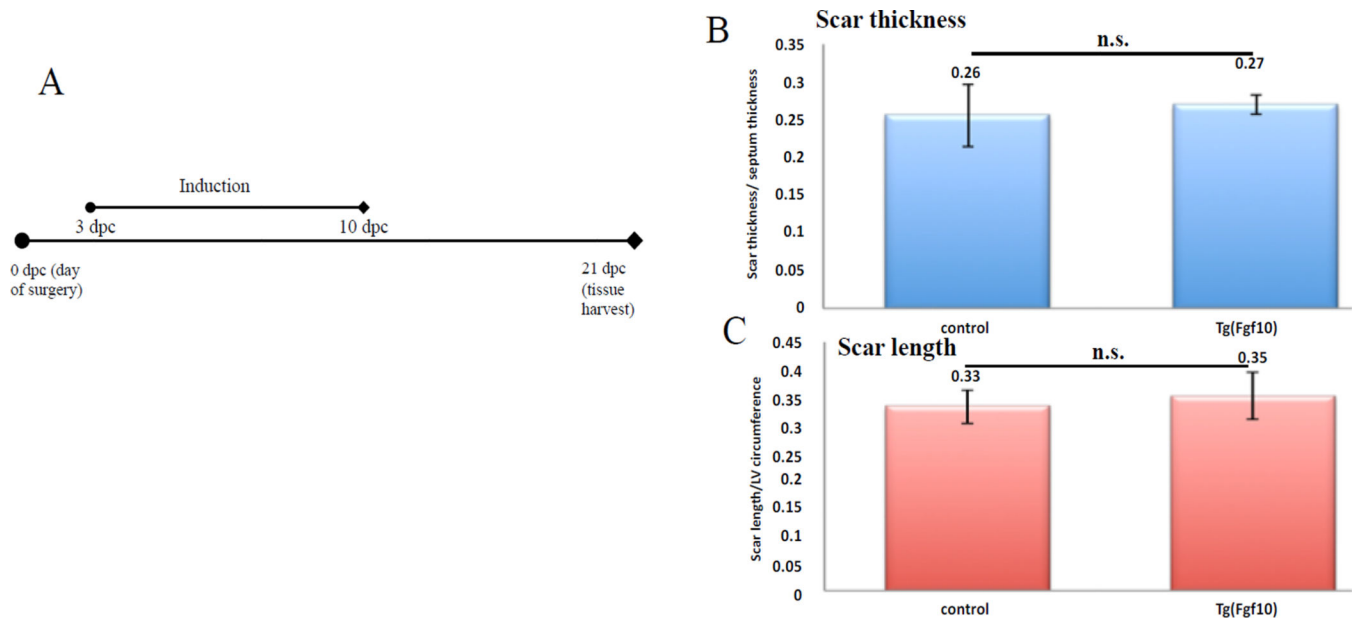 A
Induction
3 dpc
10 dpc
0 dpc (day
of surgery)
21 dpc
(tissue
harvest)
B
Scar thickness
n.s.
0.26
0.27
Scar thickness/ septum thickness
0.35
0.3
0.25
0.2
0.15
0.1
0.05
0
control
Tg(Fgf10)
C
Scar length
n.s.
0.33
0.35
Scar length/LV circumference
0.45
0.4
0.35
0.3
0.25
0.2
0.15
0.1
0.05
0
control
Tg(Fgf10)